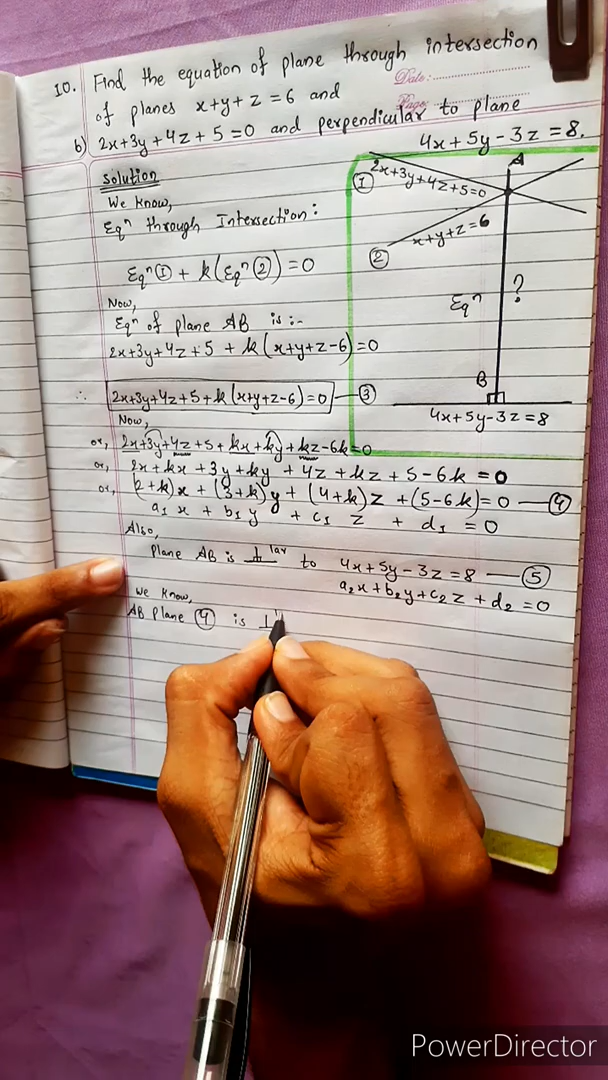 10. Find the equation of plane through intersection
Date:
of planes x+y+z=6 and
Page:
b) 2x+3y+4z+5=0 and perpendicular to plane
4x+5y-3z=8.
Solution
We know,
Eqⁿ through Intersection:
Eqⁿ① + k(Eqⁿ②)=0
Now,
Eqⁿ of plane AB is:-
2x+3y+4z+5 + k(x+y+z-6)=0
∴ 2x+3y+4z+5+k(x+y+z-6)=0 —③
A
① 2x+3y+4z+5=0
② x+y+z=6
Eqⁿ ?
B
4x+5y-3z=8
Now,
or, 2x+3y+4z+5+kx+ky+kz-6k=0
or, 2x+kx+3y+ky+4z+kz+5-6k=0
or, (2+k)x+(3+k)y+(4+k)z+(5-6k)=0 —④
a₁x+b₁y+c₁z+d₁=0
Also,
Plane AB is ⊥lar to 4x+5y-3z=8 —⑤
a₂x+b₂y+c₂z+d₂=0
We know,
AB Plane ④ is ⊥
PowerDirector